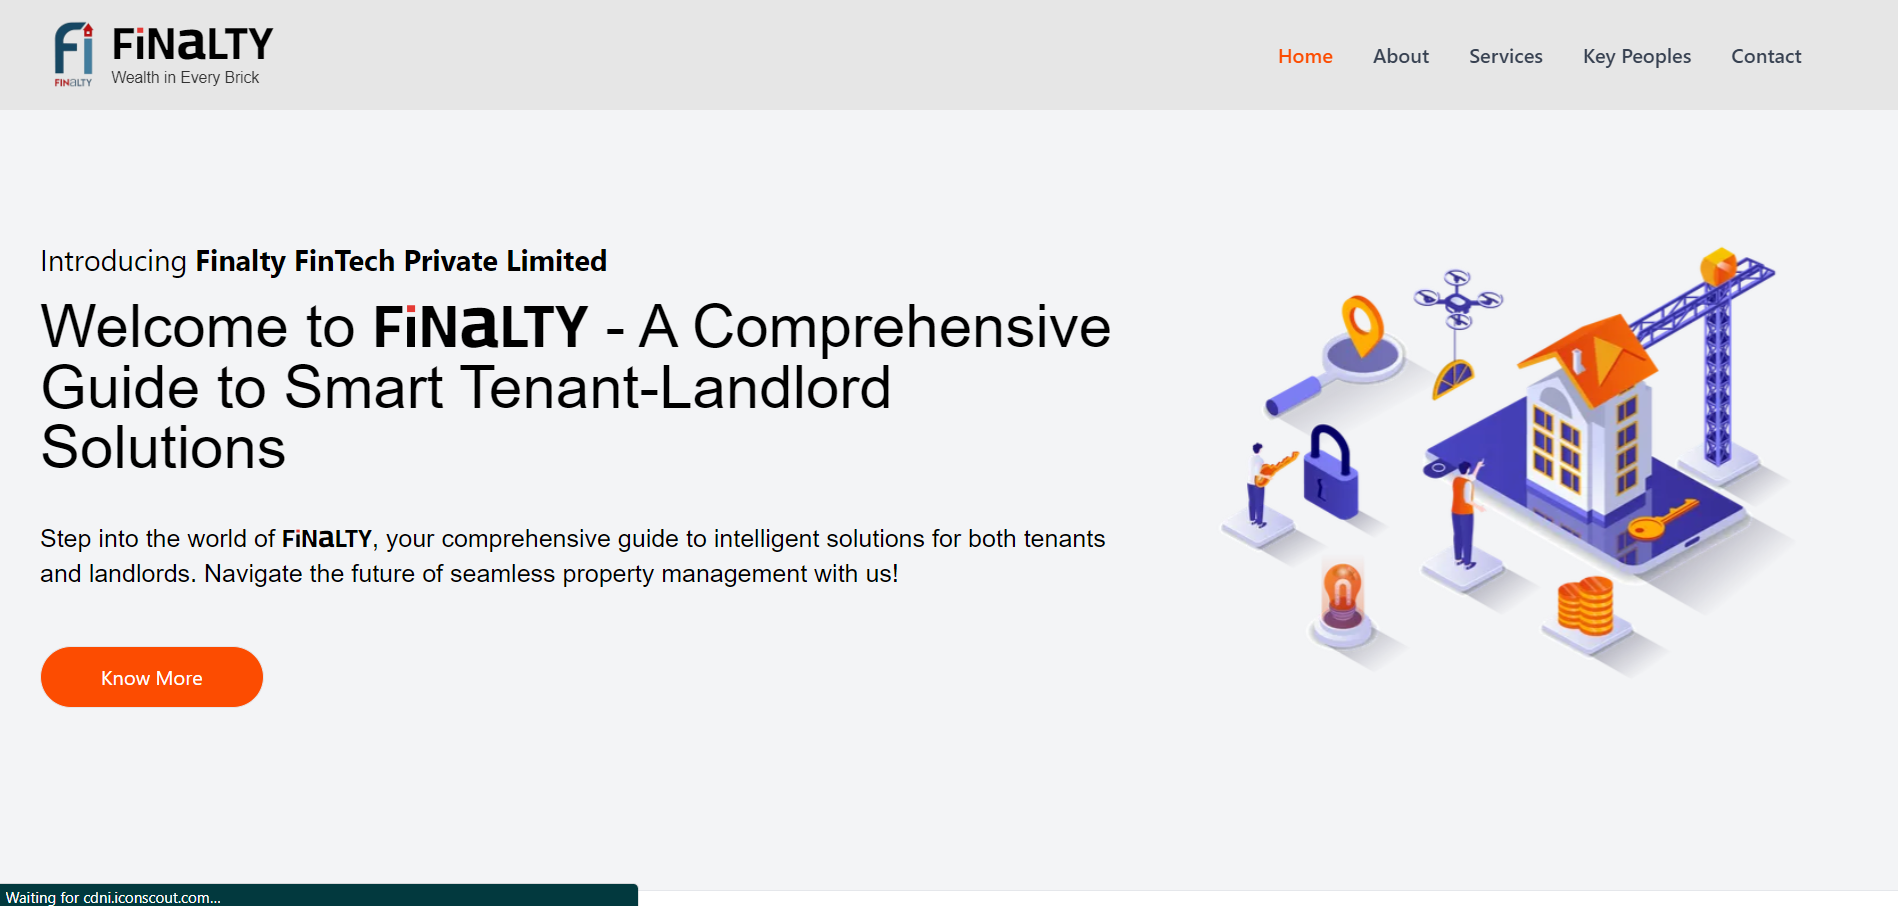 FiNaLTY
FiNaLTY
Wealth in Every Brick
Home About Services Key Peoples Contact
Introducing Finalty FinTech Private Limited
Welcome to FiNaLTY - A Comprehensive
Guide to Smart Tenant-Landlord
Solutions
Step into the world of FiNaLTY, your comprehensive guide to intelligent solutions for both tenants
and landlords. Navigate the future of seamless property management with us!
Know More
Waiting for cdni.iconscout.com...